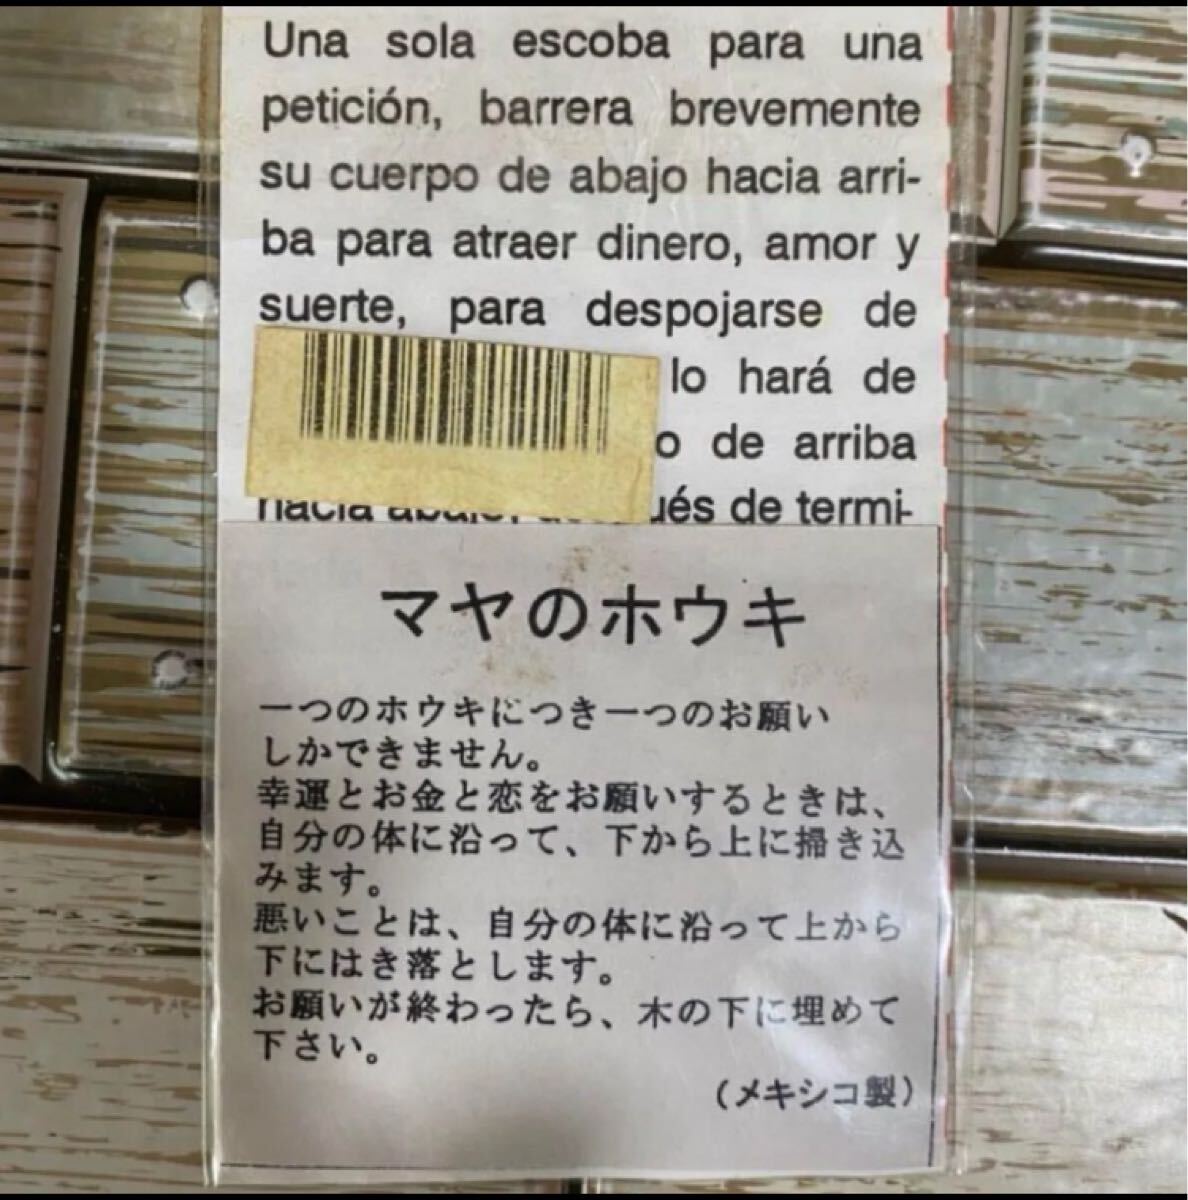 Una sola escoba para una
petición, barrera brevemente
su cuerpo de abajo hacia arri-
ba para atraer dinero, amor y
suerte, para despojarse de
lo hará de
o de arriba
hacia abajo, después de termi-
マヤのホウキ
一つのホウキにつき一つのお願い
しかできません。
幸運とお金と恋をお願いするときは、
自分の体に沿って、下から上に掃き込
みます。
悪いことは、自分の体に沿って上から
下にはき落とします。
お願いが終わったら、木の下に埋めて
下さい。
(メキシコ製)